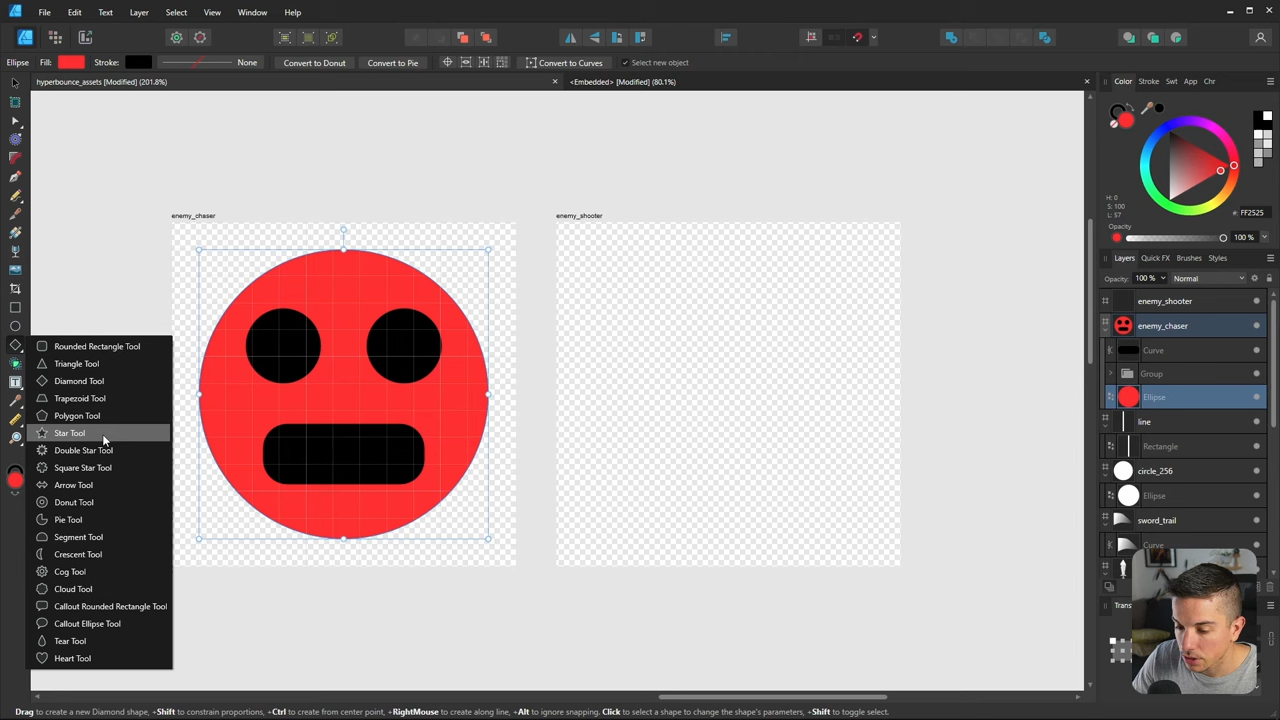 File Edit Text Layer Select View Window Help
Ellipse Fill: Stroke: None Convert to Donut Convert to Pie Convert to Curves Select new object
hyperbounce_assets [Modified] (201.8%)
<Embedded> [Modified] (80.1%)
Color Stroke Swt App Chr
H: 0
S: 100
L: 57
#: FF2525
Opacity
100 %
Layers Quick FX Brushes Styles
Opacity: 100 % Normal
enemy_shooter
enemy_chaser
Curve
Group
Ellipse
line
Rectangle
circle_256
Ellipse
sword_trail
Curve
enemy_chaser
enemy_shooter
Rounded Rectangle Tool
Triangle Tool
Diamond Tool
Trapezoid Tool
Polygon Tool
Star Tool
Double Star Tool
Square Star Tool
Arrow Tool
Donut Tool
Pie Tool
Segment Tool
Crescent Tool
Cog Tool
Cloud Tool
Callout Rounded Rectangle Tool
Callout Ellipse Tool
Tear Tool
Heart Tool
Drag to create a new Diamond shape, +Shift to constrain proportions, +Ctrl to create from center point, +RightMouse to create along line, +Alt to ignore snapping. Click to select a shape to change the shape's parameters, +Shift to toggle select.